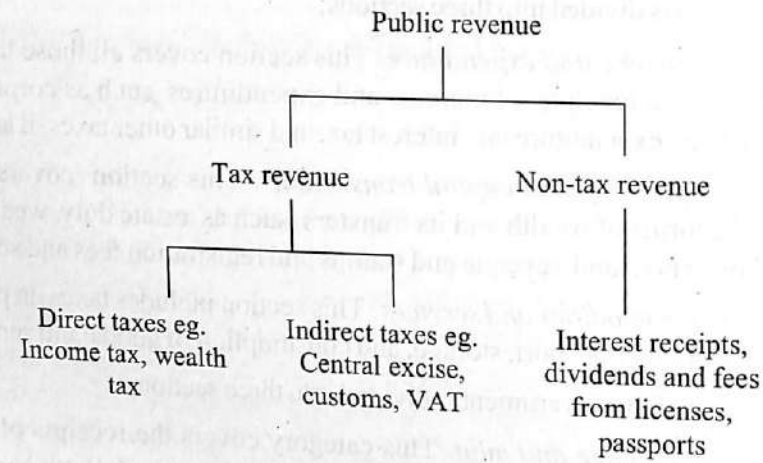 Public revenue
Tax revenue
Non-tax revenue
Direct taxes eg.
Income tax, wealth
tax
Indirect taxes eg.
Central excise,
customs, VAT
Interest receipts,
dividends and fees
from licenses,
passports